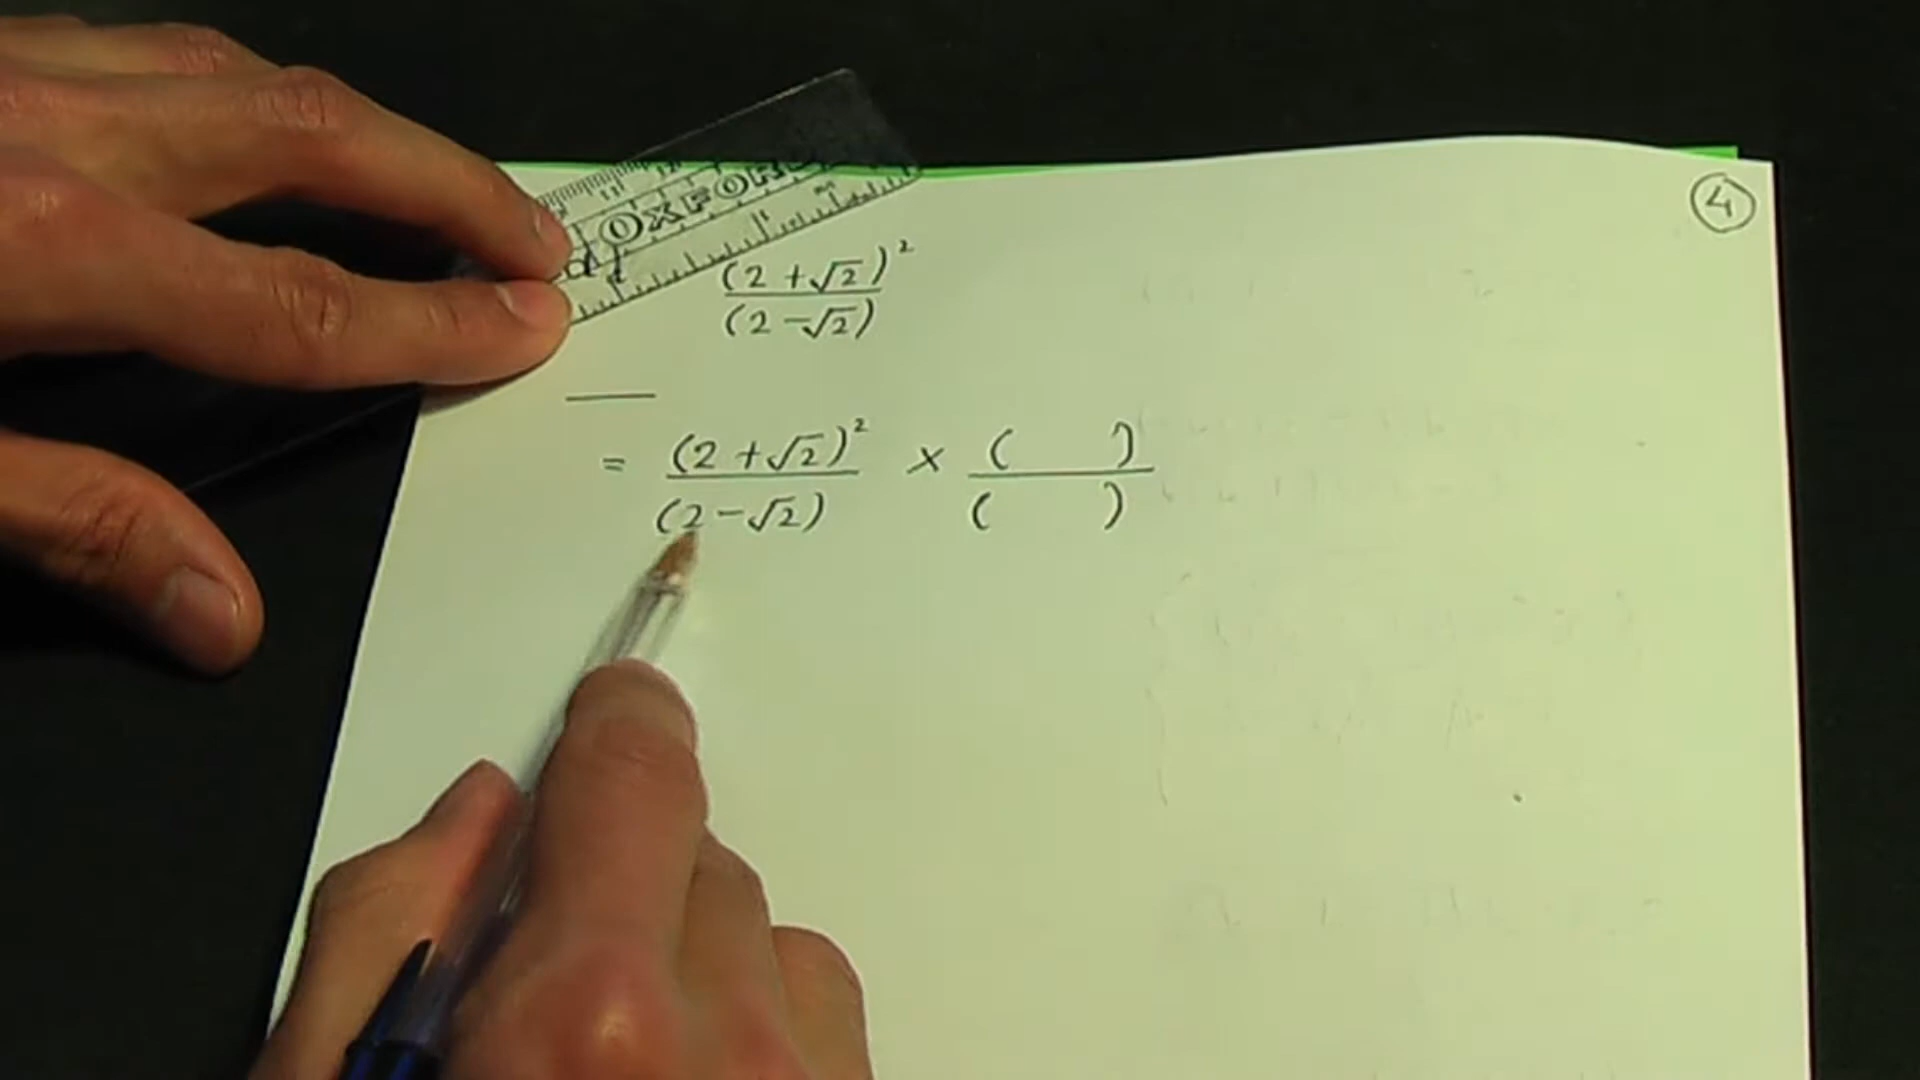 OXFORD
4
(2 + √2)²
(2 - √2)
= (2 + √2)² × ( )
(2 - √2) ( )